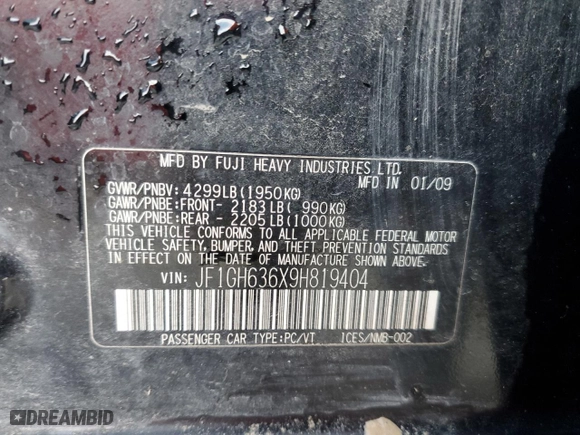 MFD BY FUJI HEAVY INDUSTRIES LTD.
MFD IN 01/09
GVWR/PNBV: 4299LB(1950KG)
GAWR/PNBE:FRONT- 2183LB( 990KG)
GAWR/PNBE:REAR - 2205LB(1000KG)
THIS VEHICLE CONFORMS TO ALL APPLICABLE FEDERAL MOTOR
VEHICLE SAFETY, BUMPER, AND THEFT PREVENTION STANDARDS
IN EFFECT ON THE DATE OF MANUFACTURE SHOWN ABOVE.
VIN: JF1GH636X9H819404
PASSENGER CAR TYPE:PC/VT ICES/NMB-002
DREAMBID